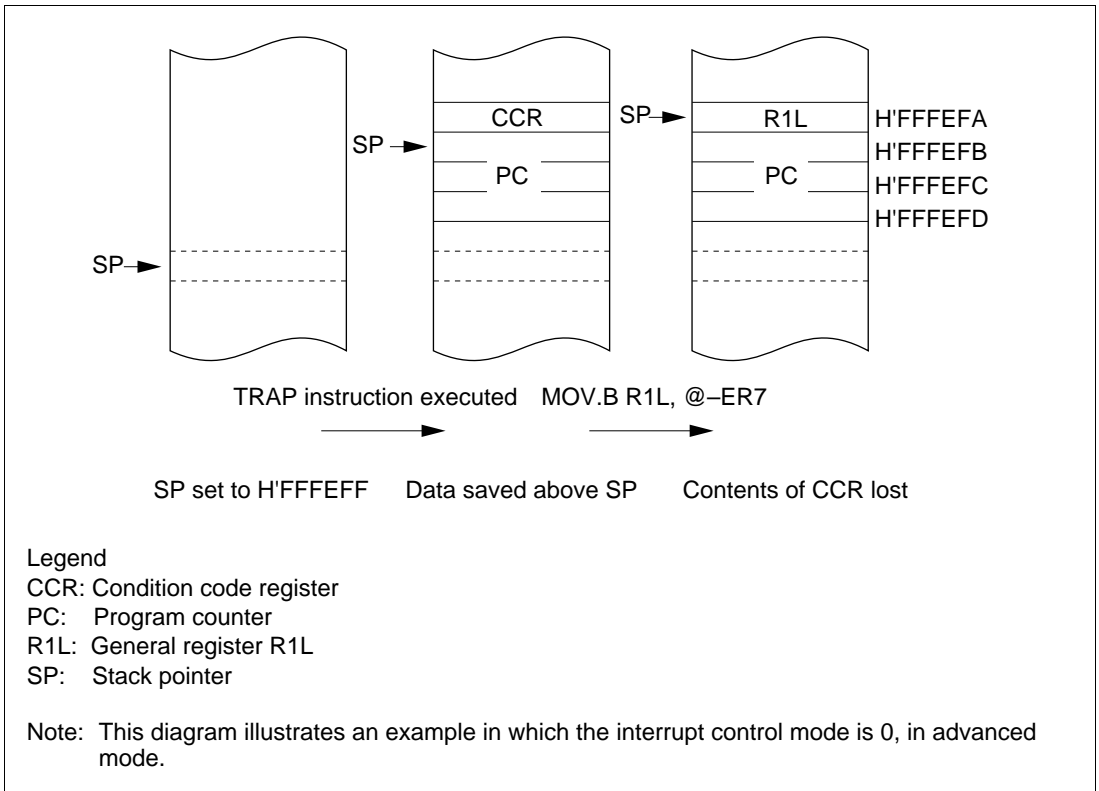 CCR
SP
R1L
H'FFFEFA
SP
H'FFFEFB
PC
PC
H'FFFEFC
H'FFFEFD
SP
TRAP instruction executed
MOV.B R1L, @–ER7
SP set to H'FFFEFF
Data saved above SP
Contents of CCR lost
Legend
CCR: Condition code register
PC: Program counter
R1L: General register R1L
SP: Stack pointer
Note: This diagram illustrates an example in which the interrupt control mode is 0, in advanced
mode.